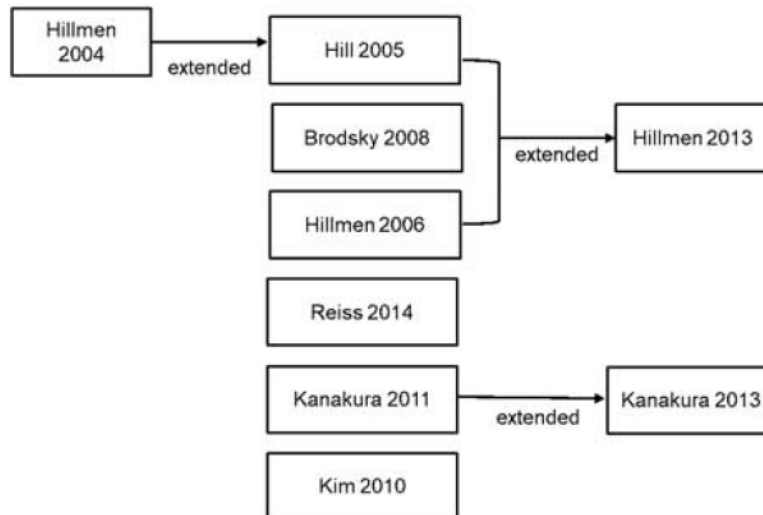 Hillmen
2004
extended
Hill 2005
Brodsky 2008
extended
Hillmen 2013
Hillmen 2006
Reiss 2014
Kanakura 2011
extended
Kanakura 2013
Kim 2010